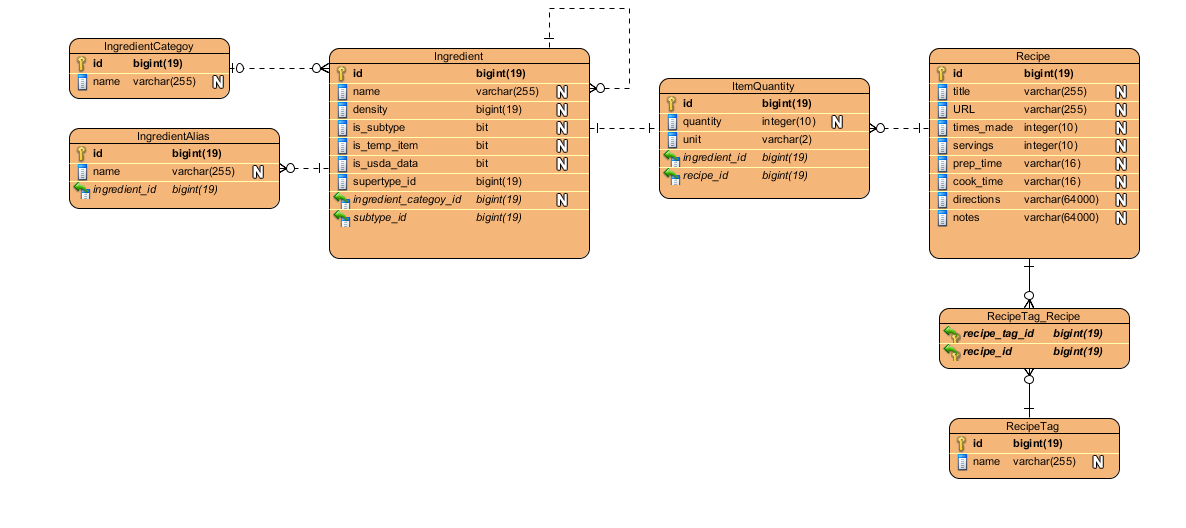 IngredientCategoy
id bigint(19)
name varchar(255) N
IngredientAlias
id bigint(19)
name varchar(255) N
ingredient_id bigint(19)
Ingredient
id bigint(19)
name varchar(255) N
density bigint(19) N
is_subtype bit N
is_temp_item bit N
is_usda_data bit N
supertype_id bigint(19)
ingredient_categoy_id bigint(19) N
subtype_id bigint(19)
ItemQuantity
id bigint(19)
quantity integer(10) N
unit varchar(2)
ingredient_id bigint(19)
recipe_id bigint(19)
Recipe
id bigint(19)
title varchar(255) N
URL varchar(255) N
times_made integer(10) N
servings integer(10) N
prep_time varchar(16) N
cook_time varchar(16) N
directions varchar(64000) N
notes varchar(64000) N
RecipeTag_Recipe
recipe_tag_id bigint(19)
recipe_id bigint(19)
RecipeTag
id bigint(19)
name varchar(255) N